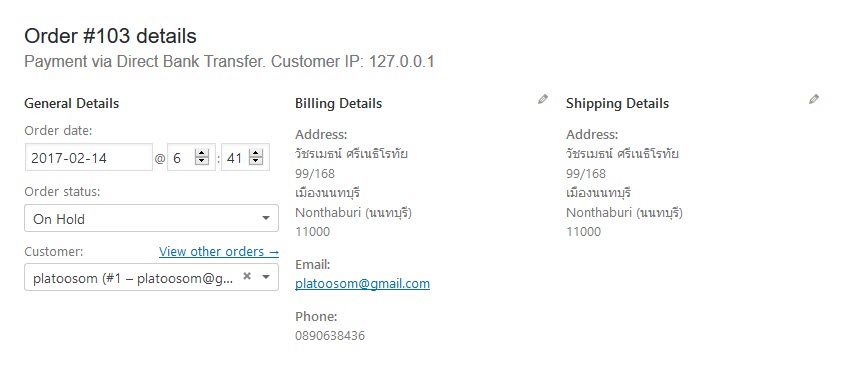 Order #103 details
Payment via Direct Bank Transfer. Customer IP: 127.0.0.1
General Details
Order date:
2017-02-14 @ 6 : 41
Order status:
On Hold
Customer: View other orders →
platoosom (#1 – platoosom@g... ×
Billing Details
Address:
วัชรเมธน์ ศรีเนธิโรทัย
99/168
เมืองนนทบุรี
Nonthaburi (นนทบุรี)
11000
Email:
platoosom@gmail.com
Phone:
0890638436
Shipping Details
Address:
วัชรเมธน์ ศรีเนธิโรทัย
99/168
เมืองนนทบุรี
Nonthaburi (นนทบุรี)
11000